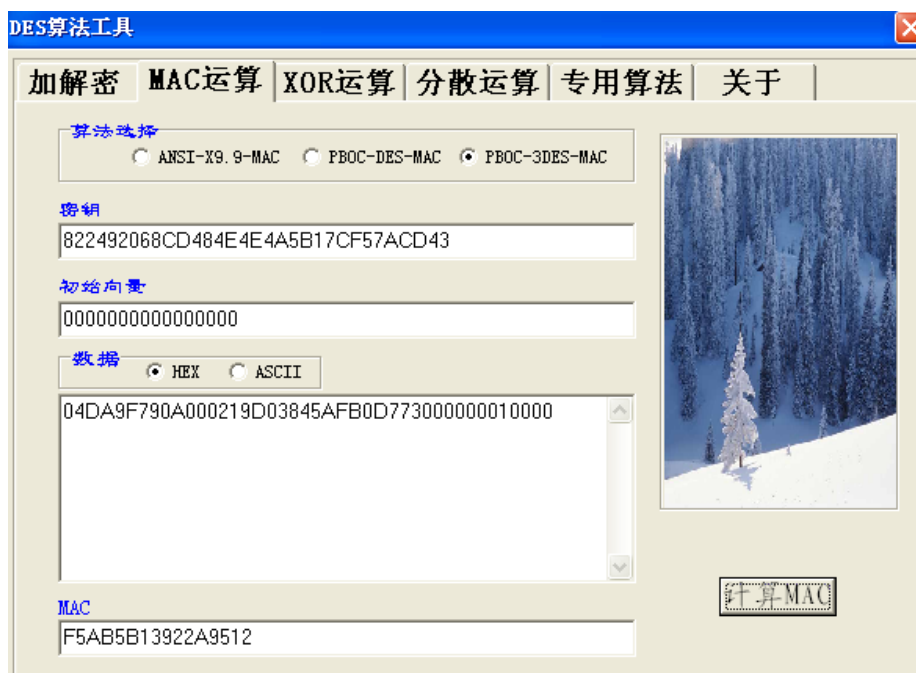 DES算法工具
加解密 MAC运算 XOR运算 分散运算 专用算法 关于
算法选择
ANSI-X9.9-MAC PBOC-DES-MAC PBOC-3DES-MAC
密钥
822492068CD484E4E4A5B17CF57ACD43
初始向量
0000000000000000
数据 HEX ASCII
04DA9F790A000219D03845AFB0D773000000010000
计算MAC
MAC
F5AB5B13922A9512